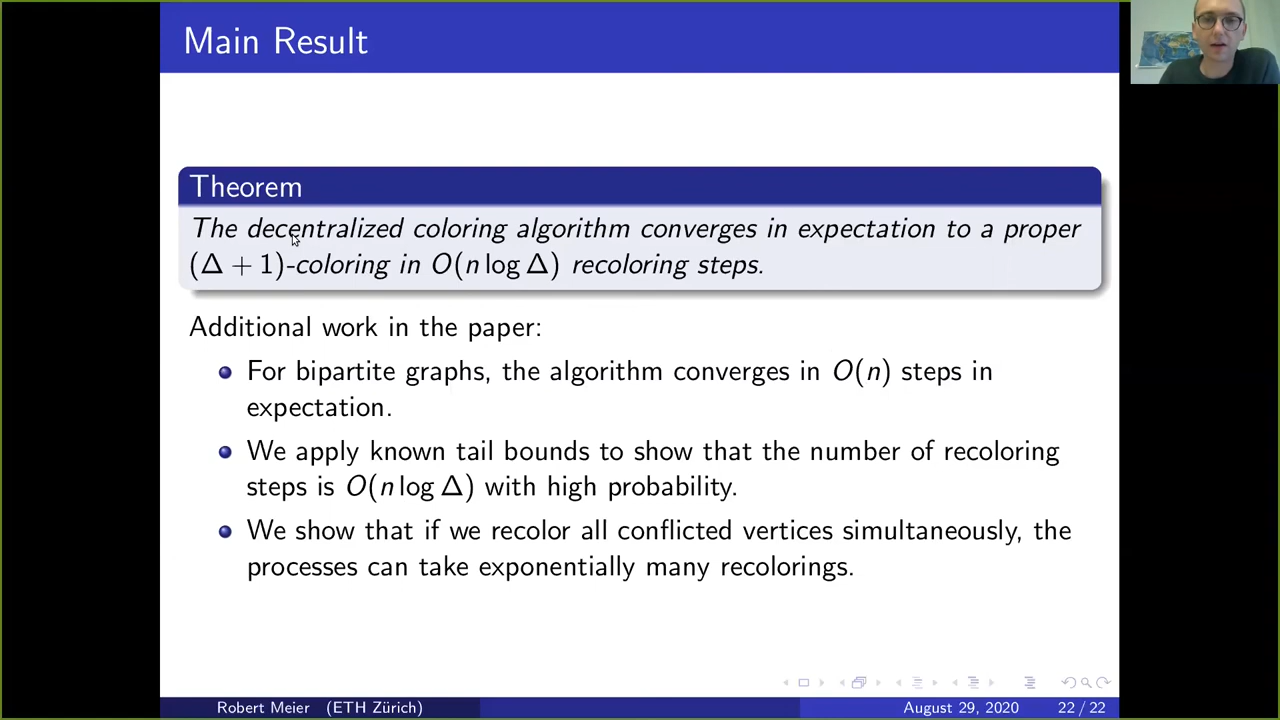 Main Result
Theorem
The decentralized coloring algorithm converges in expectation to a proper
(Δ + 1)-coloring in O(n log Δ) recoloring steps.
Additional work in the paper:
For bipartite graphs, the algorithm converges in O(n) steps in
expectation.
We apply known tail bounds to show that the number of recoloring
steps is O(n log Δ) with high probability.
We show that if we recolor all conflicted vertices simultaneously, the
processes can take exponentially many recolorings.
Robert Meier (ETH Zürich) August 29, 2020 22 / 22